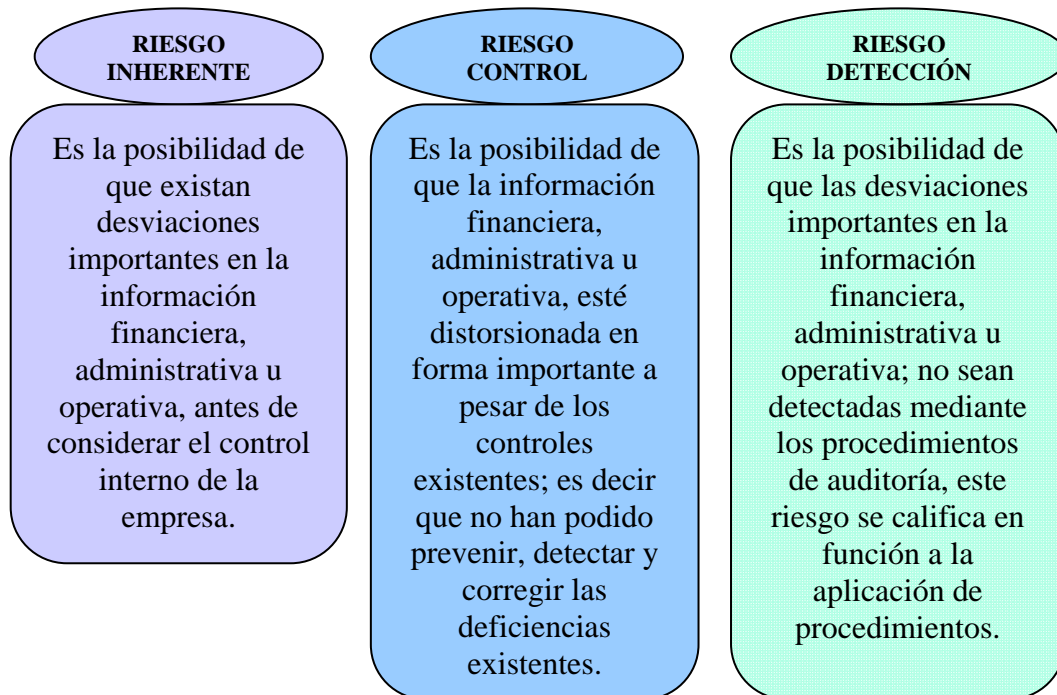 RIESGO
INHERENTE
Es la posibilidad de
que existan
desviaciones
importantes en la
información
financiera,
administrativa u
operativa, antes de
considerar el control
interno de la
empresa.
RIESGO
CONTROL
Es la posibilidad de
que la información
financiera,
administrativa u
operativa, esté
distorsionada en
forma importante a
pesar de los
controles
existentes; es decir
que no han podido
prevenir, detectar y
corregir las
deficiencias
existentes.
RIESGO
DETECCIÓN
Es la posibilidad de
que las desviaciones
importantes en la
información
financiera,
administrativa u
operativa; no sean
detectadas mediante
los procedimientos
de auditoría, este
riesgo se califica en
función a la
aplicación de
procedimientos.